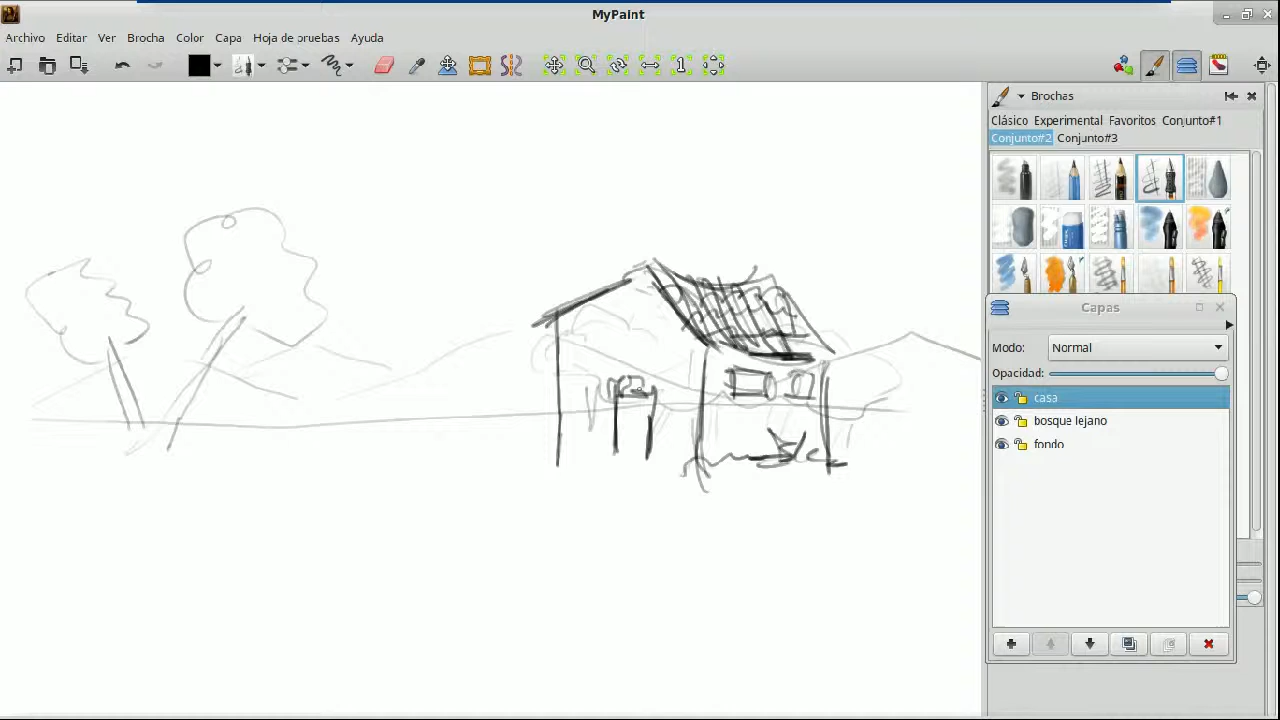 MyPaint
Archivo Editar Ver Brocha Color Capa Hoja de pruebas Ayuda
1
Brochas
Clásico Experimental Favoritos Conjunto#1
Conjunto#2 Conjunto#3
Capas
Modo: Normal
Opacidad:
casa
bosque lejano
fondo